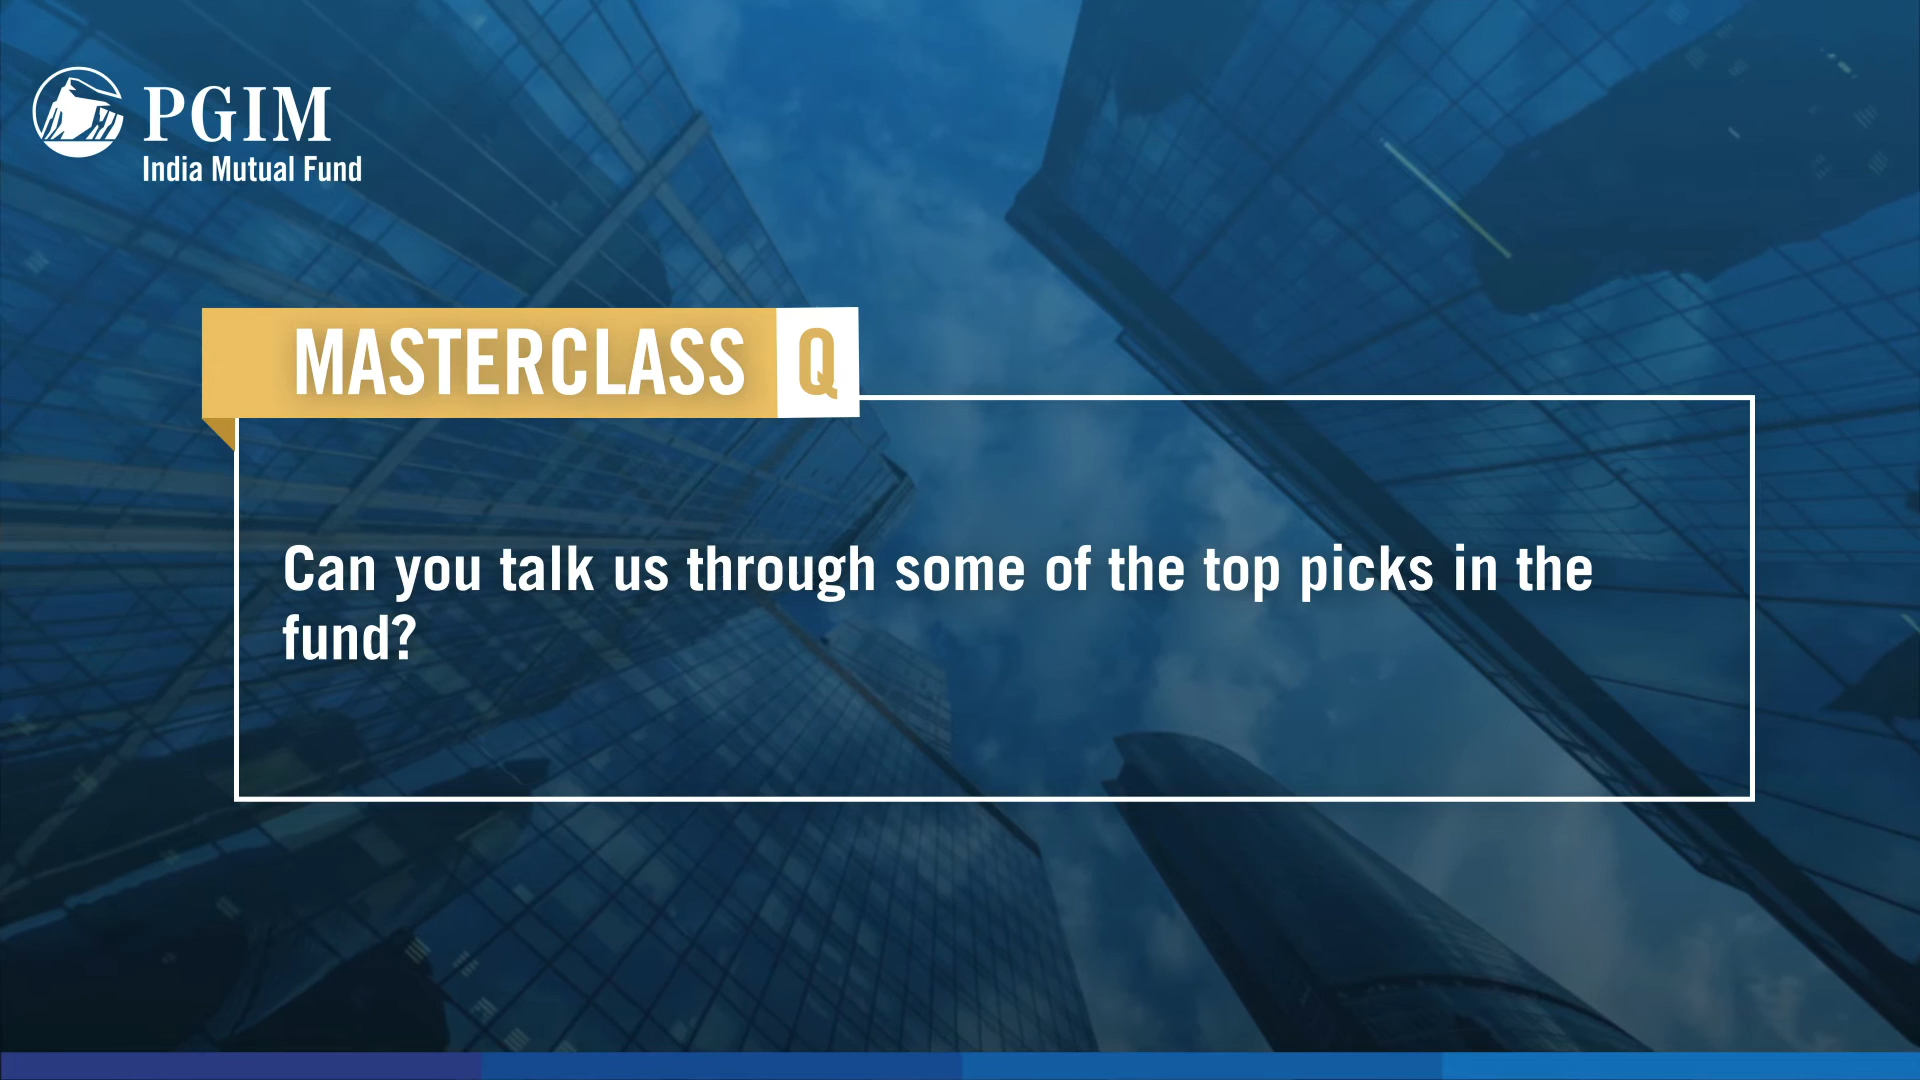 PGIM
India Mutual Fund
MASTERCLASS Q
Can you talk us through some of the top picks in the
fund?